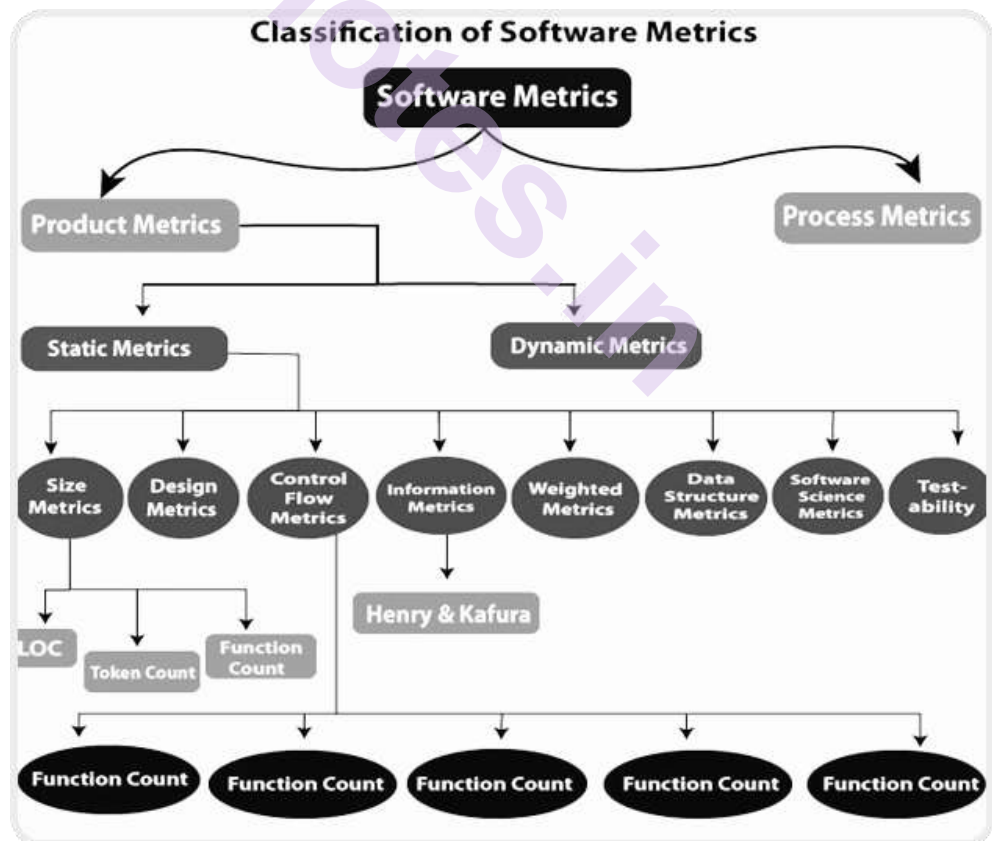 Classification of Software Metrics
Software Metrics
Product Metrics
Process Metrics
Static Metrics
Dynamic Metrics
Size
Metrics
Design
Metrics
Control
Flow
Metrics
Information
Metrics
Weighted
Metrics
Data
Structure
Metrics
Software
Science
Metrics
Test-
ability
Henry & Kafura
LOC
Token Count
Function
Count
Function Count
Function Count
Function Count
Function Count
Function Count
otes.in